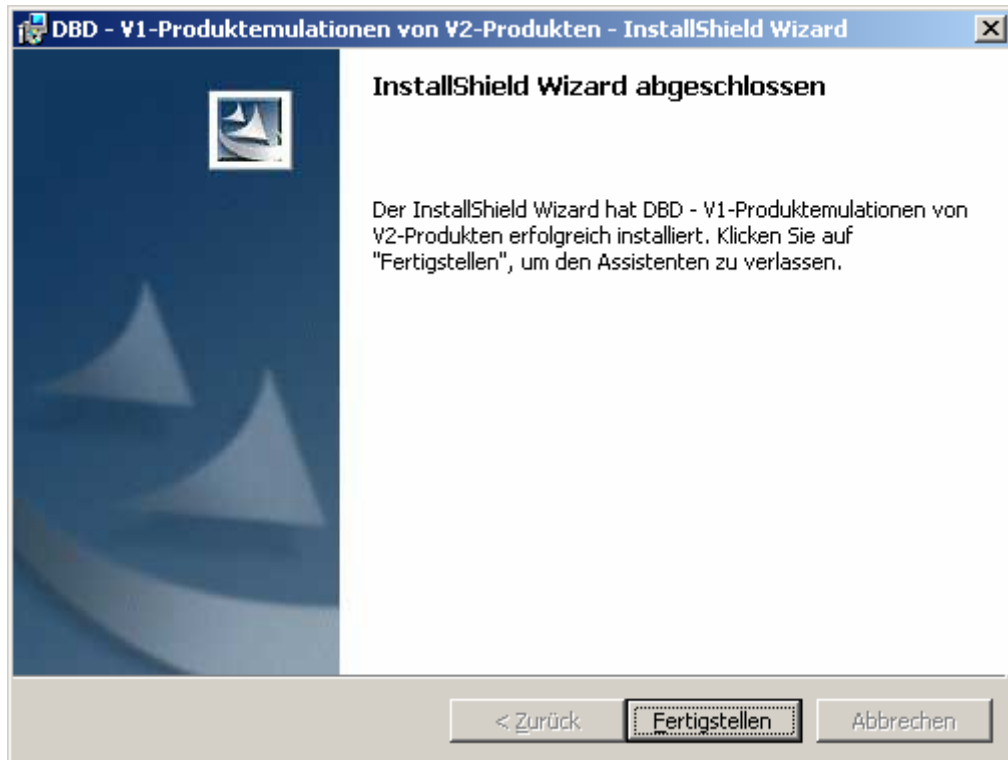 DBD - V1-Produktemulationen von V2-Produkten - InstallShield Wizard
InstallShield Wizard abgeschlossen
Der InstallShield Wizard hat DBD - V1-Produktemulationen von
V2-Produkten erfolgreich installiert. Klicken Sie auf
"Fertigstellen", um den Assistenten zu verlassen.
< Zurück
Fertigstellen
Abbrechen